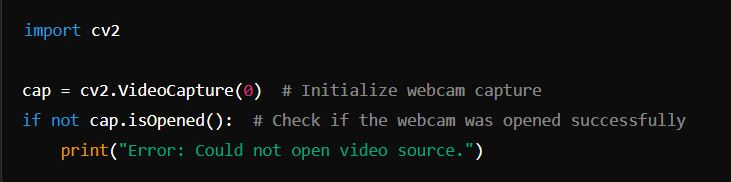 import cv2
cap = cv2.VideoCapture(0)  # Initialize webcam capture
if not cap.isOpened():  # Check if the webcam was opened successfully
    print("Error: Could not open video source.")